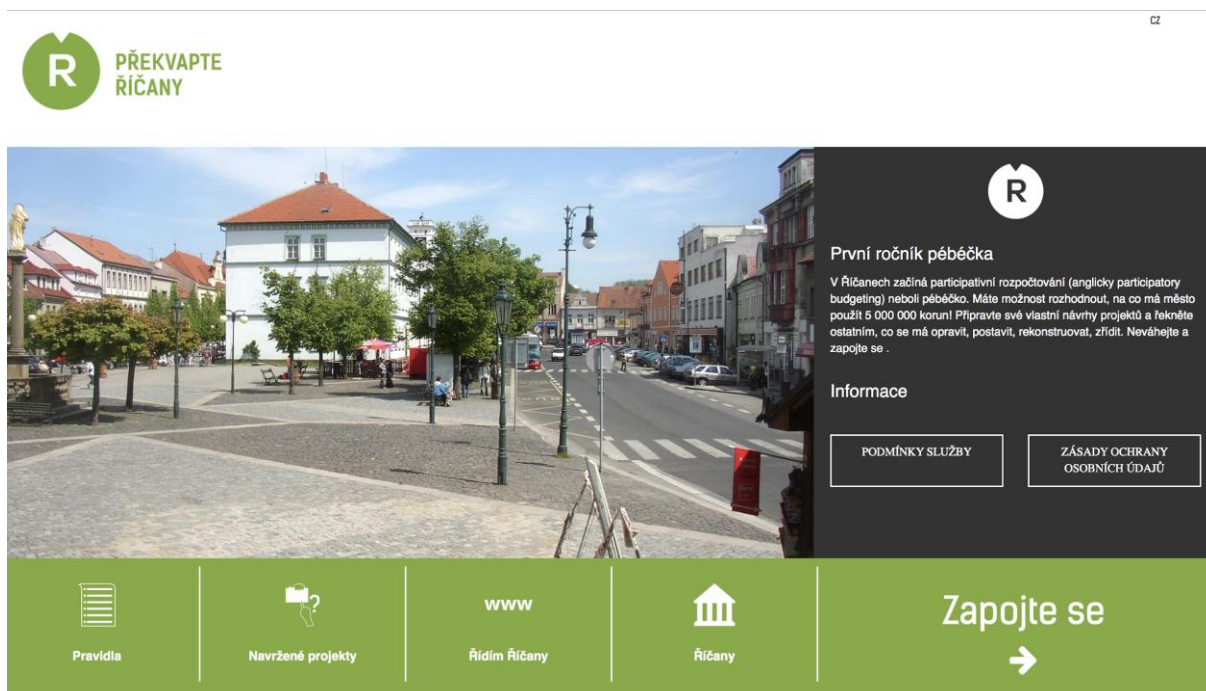 CZ
Ř
PŘEKVAPTE
ŘÍČANY
Ř
První ročník pébéčka
V Říčanech začíná participativní rozpočtování (anglicky participatory
budgeting) neboli pébéčko. Máte možnost rozhodnout, na co má město
použít 5 000 000 korun! Připravte své vlastní návrhy projektů a řekněte
ostatním, co se má opravit, postavit, rekonstruovat, zřídit. Neváhejte a
zapojte se .
Informace
PODMÍNKY SLUŽBY
ZÁSADY OCHRANY
OSOBNÍCH ÚDAJŮ
?
www
Pravidla
Navržené projekty
Řídím Říčany
Říčany
Zapojte se